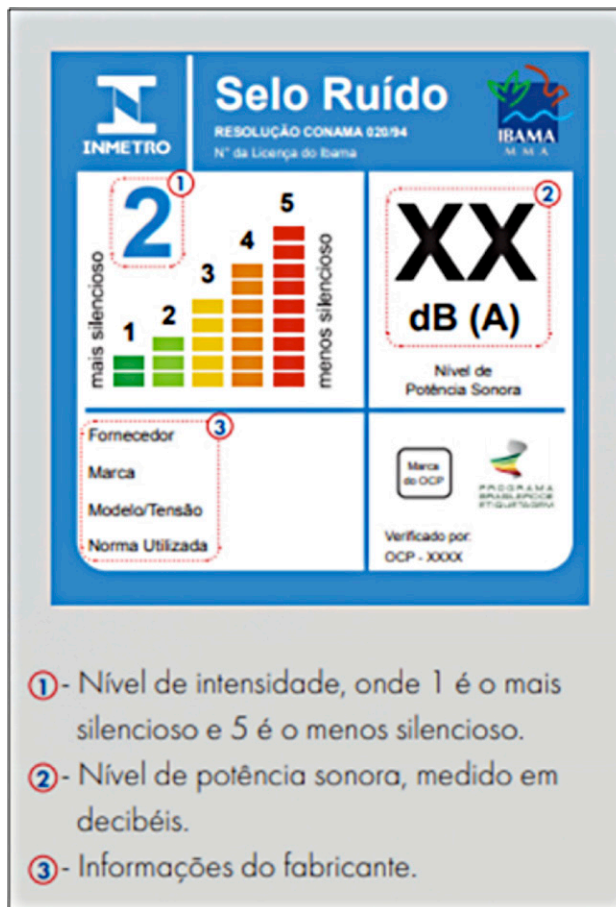 INMETRO
Selo Ruído
RESOLUÇÃO CONAMA 020/94
N° da Licença do Ibama
IBAMA
M M A
mais silencioso
2
1
1
2
3
4
5
menos silencioso
2
XX
dB (A)
Nível de
Potência Sonora
3
Fornecedor
Marca
Modelo/Tensão
Norma Utilizada
Marca
do OCP
PROGRAMA
BRASILEIRO DE
ETIQUETAGEM
Verificado por:
OCP - XXXX
1 - Nível de intensidade, onde 1 é o mais
silencioso e 5 é o menos silencioso.
2 - Nível de potência sonora, medido em
decibéis.
3 - Informações do fabricante.